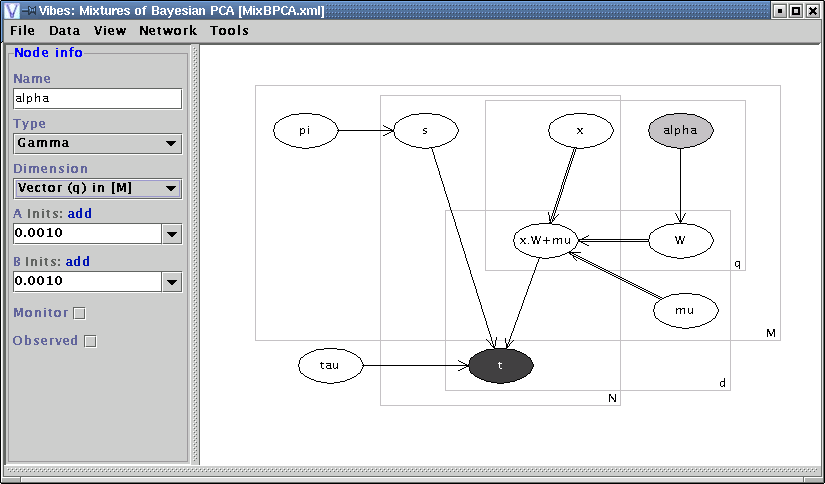 Vibes: Mixtures of Bayesian PCA [MixBPCA.xml]
File Data View Network Tools
Node info
Name
alpha
Type
Gamma
Dimension
Vector (q) in [M]
A Inits: add
0.0010
B Inits: add
0.0010
Monitor
Observed
pi
s
x
alpha
x.W+mu
W
q
mu
M
tau
t
d
N